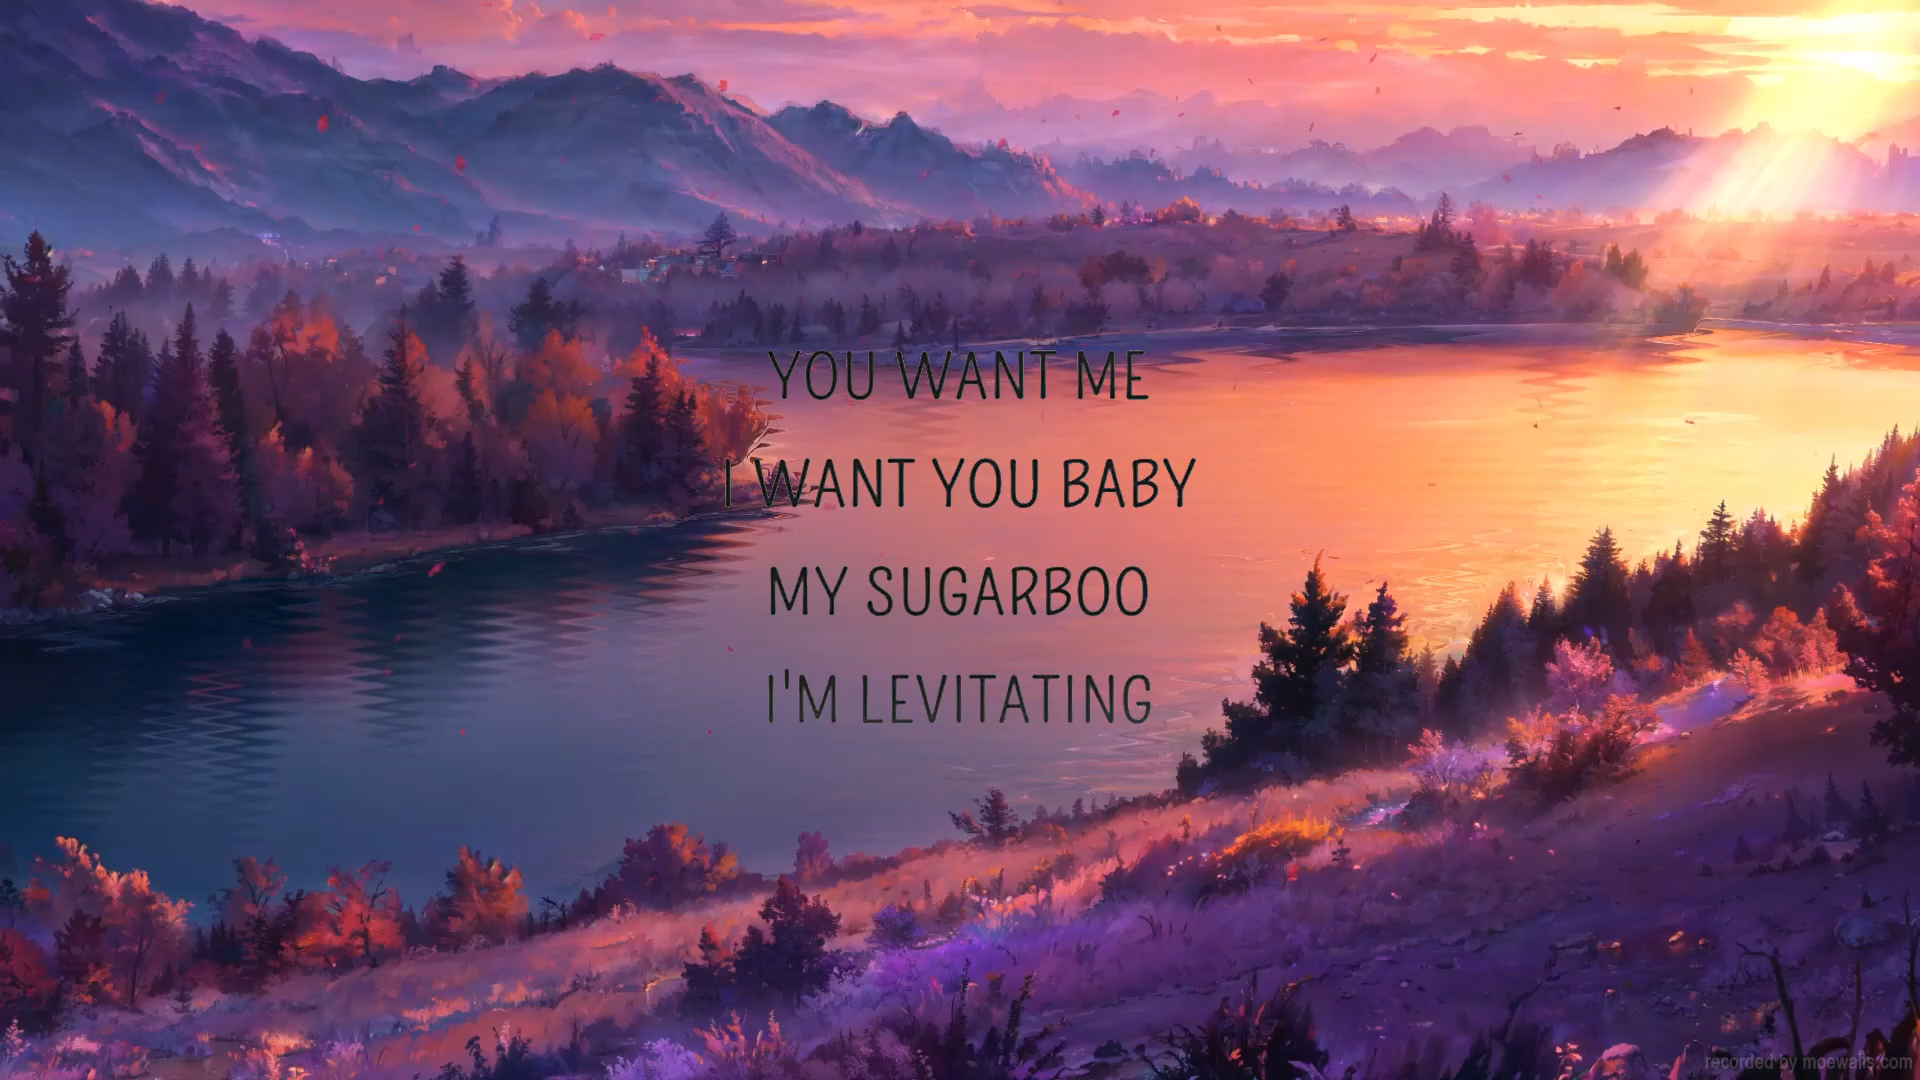 YOU WANT ME
I WANT YOU BABY
MY SUGARBOO
I'M LEVITATING
recorded by moewalls.com